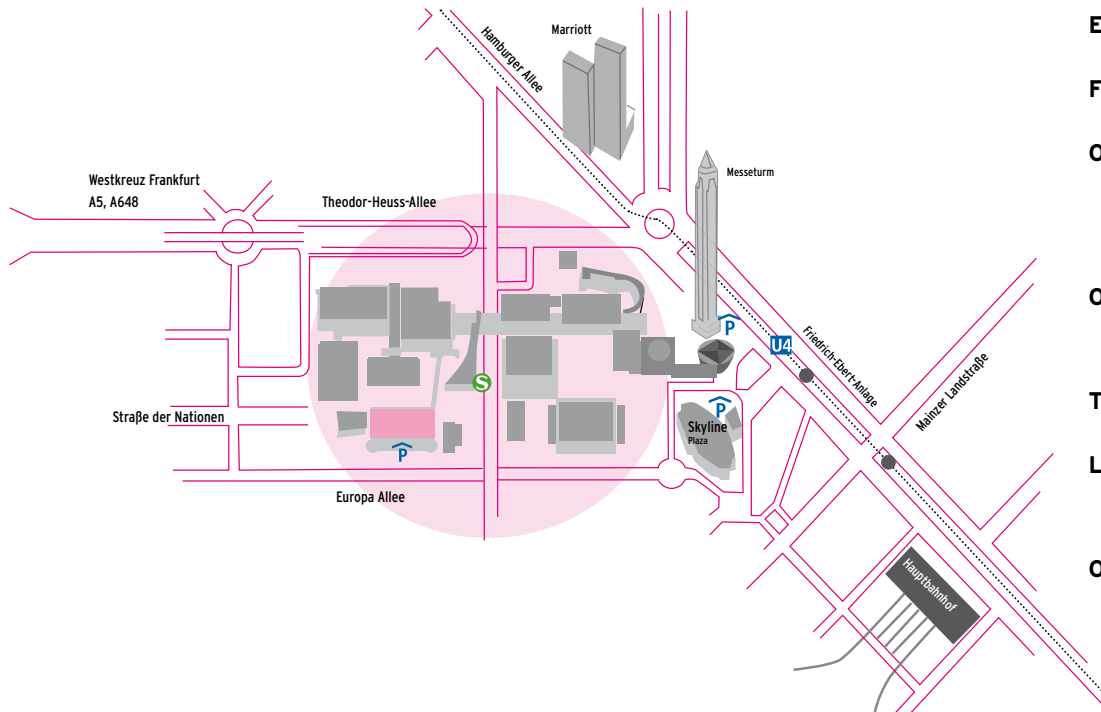 Marriott
Hamburger Allee
Messeturm
Westkreuz Frankfurt
A5, A648
Theodor-Heuss-Allee
P
U4
Friedrich-Ebert-Anlage
Mainzer Landstraße
S
P
Straße der Nationen
Skyline
Plaza
P
Europa Allee
Hauptbahnhof
E
F
O
O
T
L
O